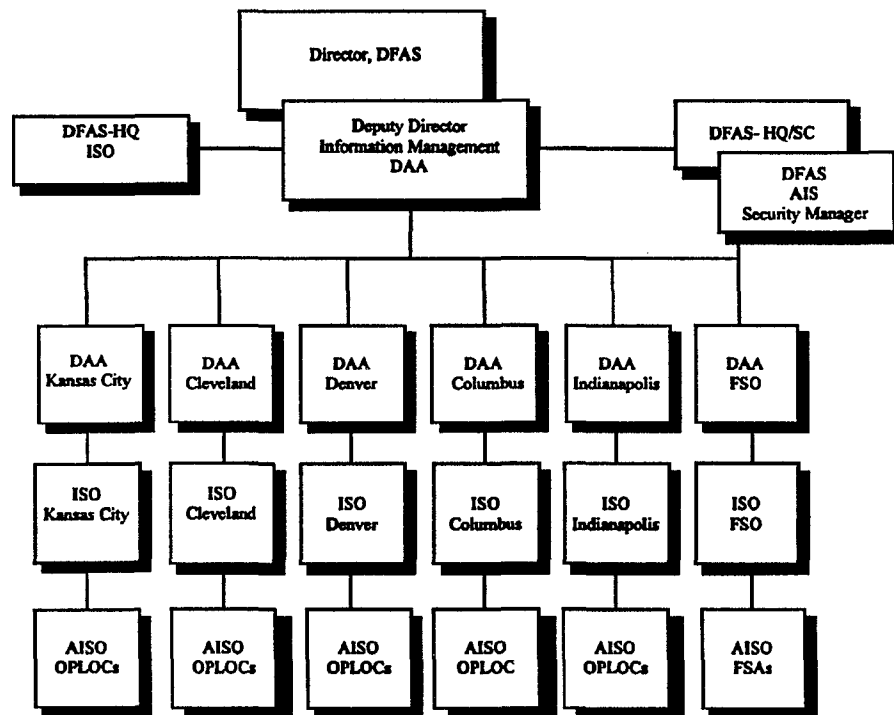 Director, DFAS
DFAS-HQ
ISO
Deputy Director
Information Management
DAA
DFAS- HQ/SC
DFAS
AIS
Security Manager
DAA
Kansas City
DAA
Cleveland
DAA
Denver
DAA
Columbus
DAA
Indianapolis
DAA
FSO
ISO
Kansas City
ISO
Cleveland
ISO
Denver
ISO
Columbus
ISO
Indianapolis
ISO
FSO
AISO
OPLOCs
AISO
OPLOCs
AISO
OPLOCs
AISO
OPLOC
AISO
OPLOCs
AISO
FSAs